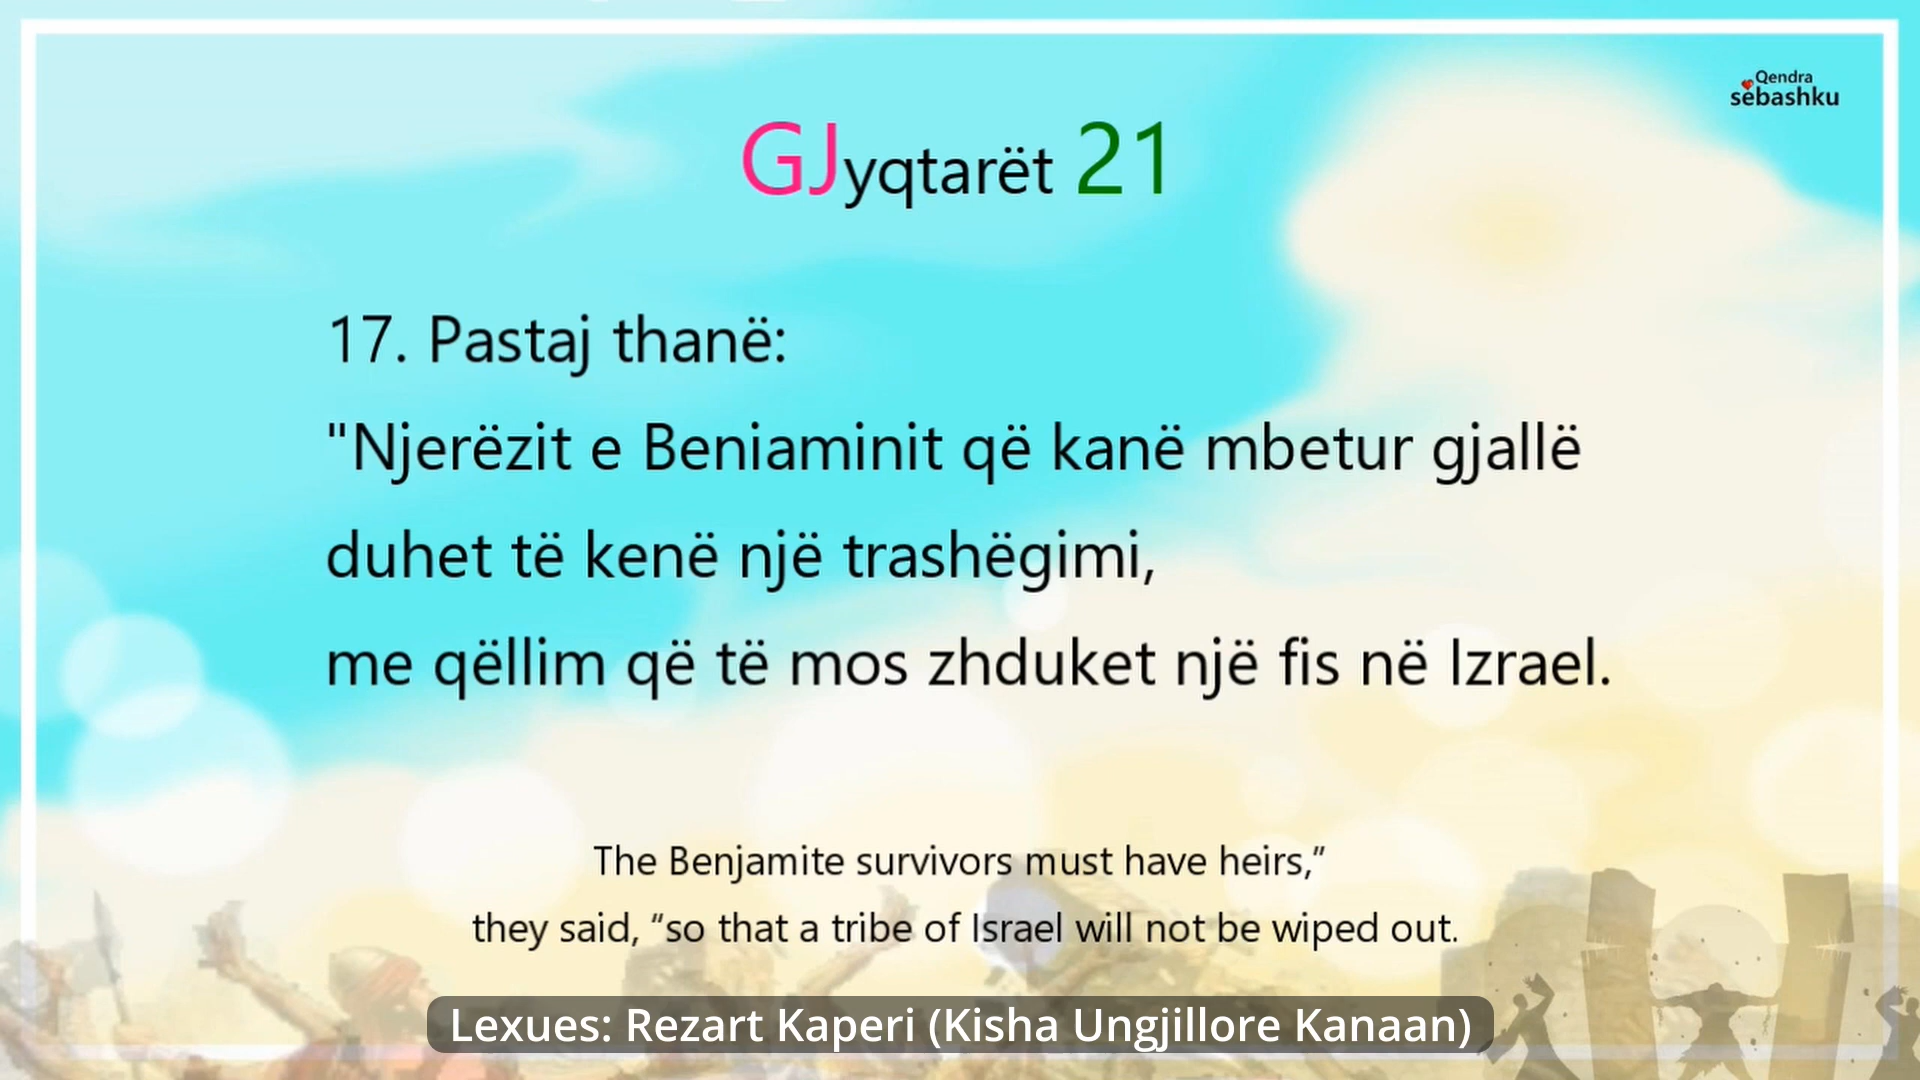 Qendra
sëbashku
GJyqtarët 21
17. Pastaj thanë:
"Njerëzit e Beniaminit që kanë mbetur gjallë
duhet të kenë një trashëgimi,
me qëllim që të mos zhduket një fis në Izrael.
The Benjamite survivors must have heirs,”
they said, “so that a tribe of Israel will not be wiped out.
Lexues: Rezart Kaperi (Kisha Ungjillore Kanaan)